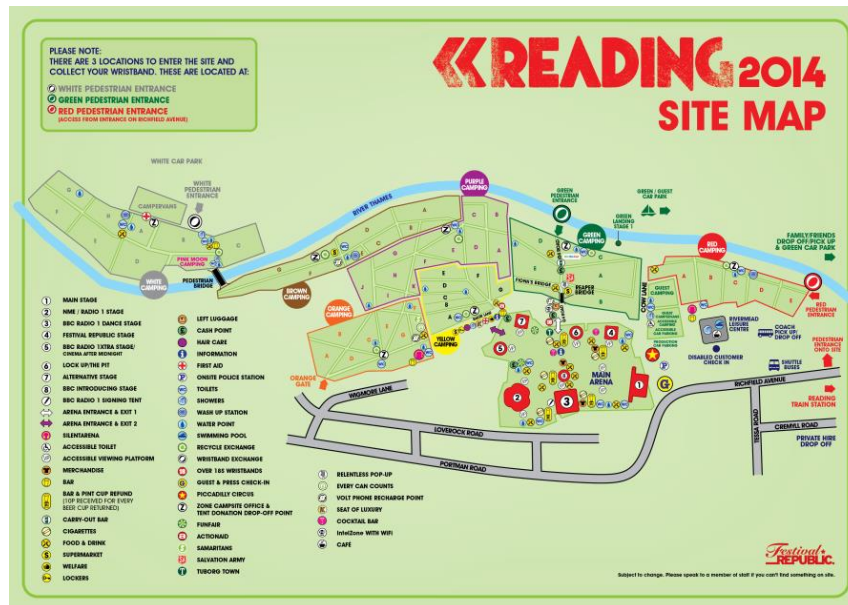 PLEASE NOTE:
THERE ARE 3 LOCATIONS TO ENTER THE SITE AND
COLLECT YOUR WRISTBAND. THESE ARE LOCATED AT:
WHITE PEDESTRIAN ENTRANCE
GREEN PEDESTRIAN ENTRANCE
RED PEDESTRIAN ENTRANCE
(ACCESS FROM ENTRANCE ON RICHFIELD AVENUE)
READING 2014
SITE MAP
WHITE CAR PARK
WHITE
PEDESTRIAN
ENTRANCE
CAMPERVANS
PINK MOON
CAMPING
PEDESTRIAN
BRIDGE
WHITE
CAMPING
RIVER THAMES
PURPLE
CAMPING
BROWN
CAMPING
ORANGE
CAMPING
YELLOW
CAMPING
ORANGE
GATE
GREEN
PEDESTRIAN
ENTRANCE
GREEN / GUEST
CAR PARK
GREEN
LANDING
STAGE 1
GREEN
CAMPING
RED
CAMPING
FAMILY/FRIENDS
DROP OFF/PICK UP
& GREEN CAR PARK
REAPER
BRIDGE
COW LANE
GUEST
CAMPING
RED
PEDESTRIAN
ENTRANCE
RIVERMEAD
LEISURE
CENTRE
COACH
PICK UP/
DROP OFF
PEDESTRIAN
ENTRANCE
ONTO SITE
DISABLED CUSTOMER
CHECK IN
SHUTTLE
BUSES
RICHFIELD AVENUE
READING
TRAIN STATION
TESSA ROAD
CREMYLL ROAD
PRIVATE HIRE
DROP OFF
MAIN
ARENA
WIGMORE LANE
LOVEROCK ROAD
PORTMAN ROAD
1 MAIN STAGE
2 NME / RADIO 1 STAGE
3 BBC RADIO 1 DANCE STAGE
4 FESTIVAL REPUBLIC STAGE
5 BBC RADIO 1XTRA STAGE/
CINEMA AFTER MIDNIGHT
6 LOCK UP/THE PIT
7 ALTERNATIVE STAGE
8 BBC INTRODUCING STAGE
BBC RADIO 1 SIGNING TENT
ARENA ENTRANCE & EXIT 1
ARENA ENTRANCE & EXIT 2
SILENTARENA
ACCESSIBLE TOILET
ACCESSIBLE VIEWING PLATFORM
MERCHANDISE
BAR
BAR & PINT CUP REFUND
(10P RECEIVED FOR EVERY
BEER CUP RETURNED)
CARRY-OUT BAR
CIGARETTES
FOOD & DRINK
SUPERMARKET
WELFARE
LOCKERS
LEFT LUGGAGE
CASH POINT
HAIR CARE
INFORMATION
FIRST AID
ONSITE POLICE STATION
TOILETS
SHOWERS
WASH UP STATION
WATER POINT
SWIMMING POOL
RECYCLE EXCHANGE
WRISTBAND EXCHANGE
OVER 18S WRISTBANDS
GUEST & PRESS CHECK-IN
PICCADILLY CIRCUS
ZONE CAMPSITE OFFICE &
TENT DONATION DROP-OFF POINT
FUNFAIR
ACTIONAID
SAMARITANS
SALVATION ARMY
TUBORG TOWN
RELENTLESS POP-UP
EVERY CAN COUNTS
VOLT PHONE RECHARGE POINT
SEAT OF LUXURY
COCKTAIL BAR
IntelZone WITH WiFi
CAFÉ
Festival
REPUBLIC.
Subject to change. Please speak to a member of staff if you can't find something on site.